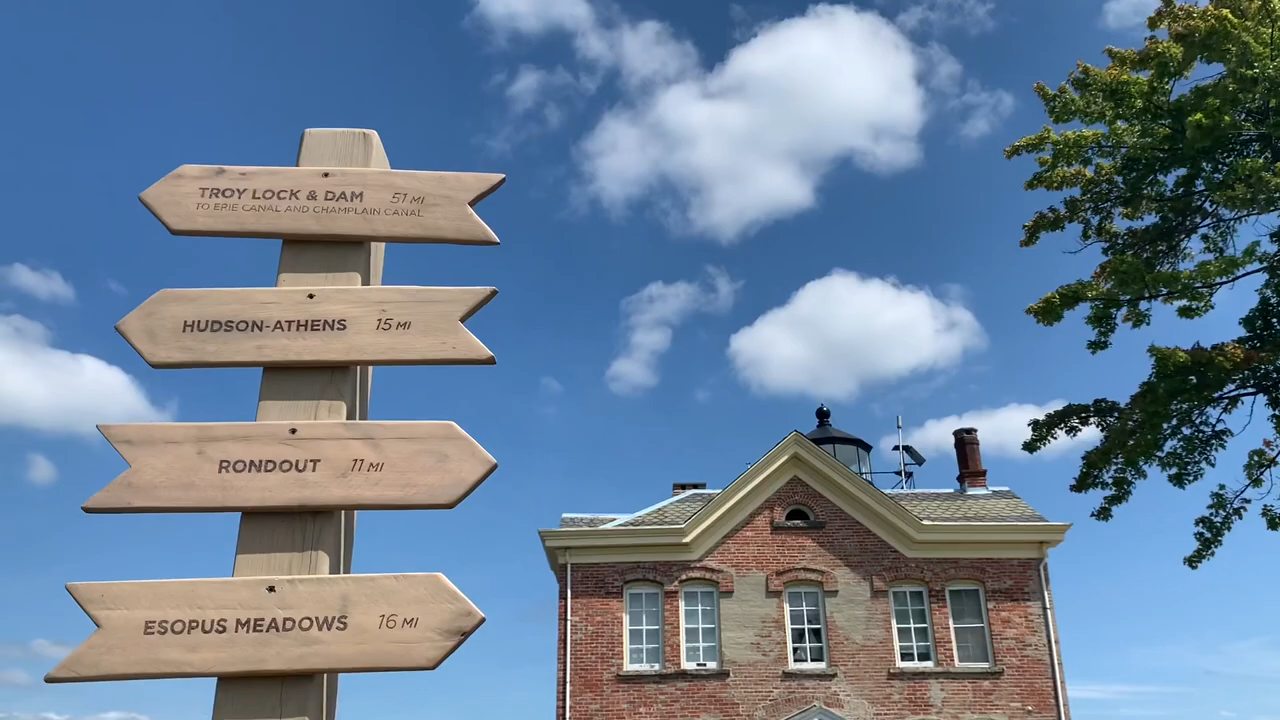 TROY LOCK & DAM 51 MI
TO ERIE CANAL AND CHAMPLAIN CANAL
HUDSON-ATHENS 15 MI
RONDOUT 11 MI
ESOPUS MEADOWS 16 MI